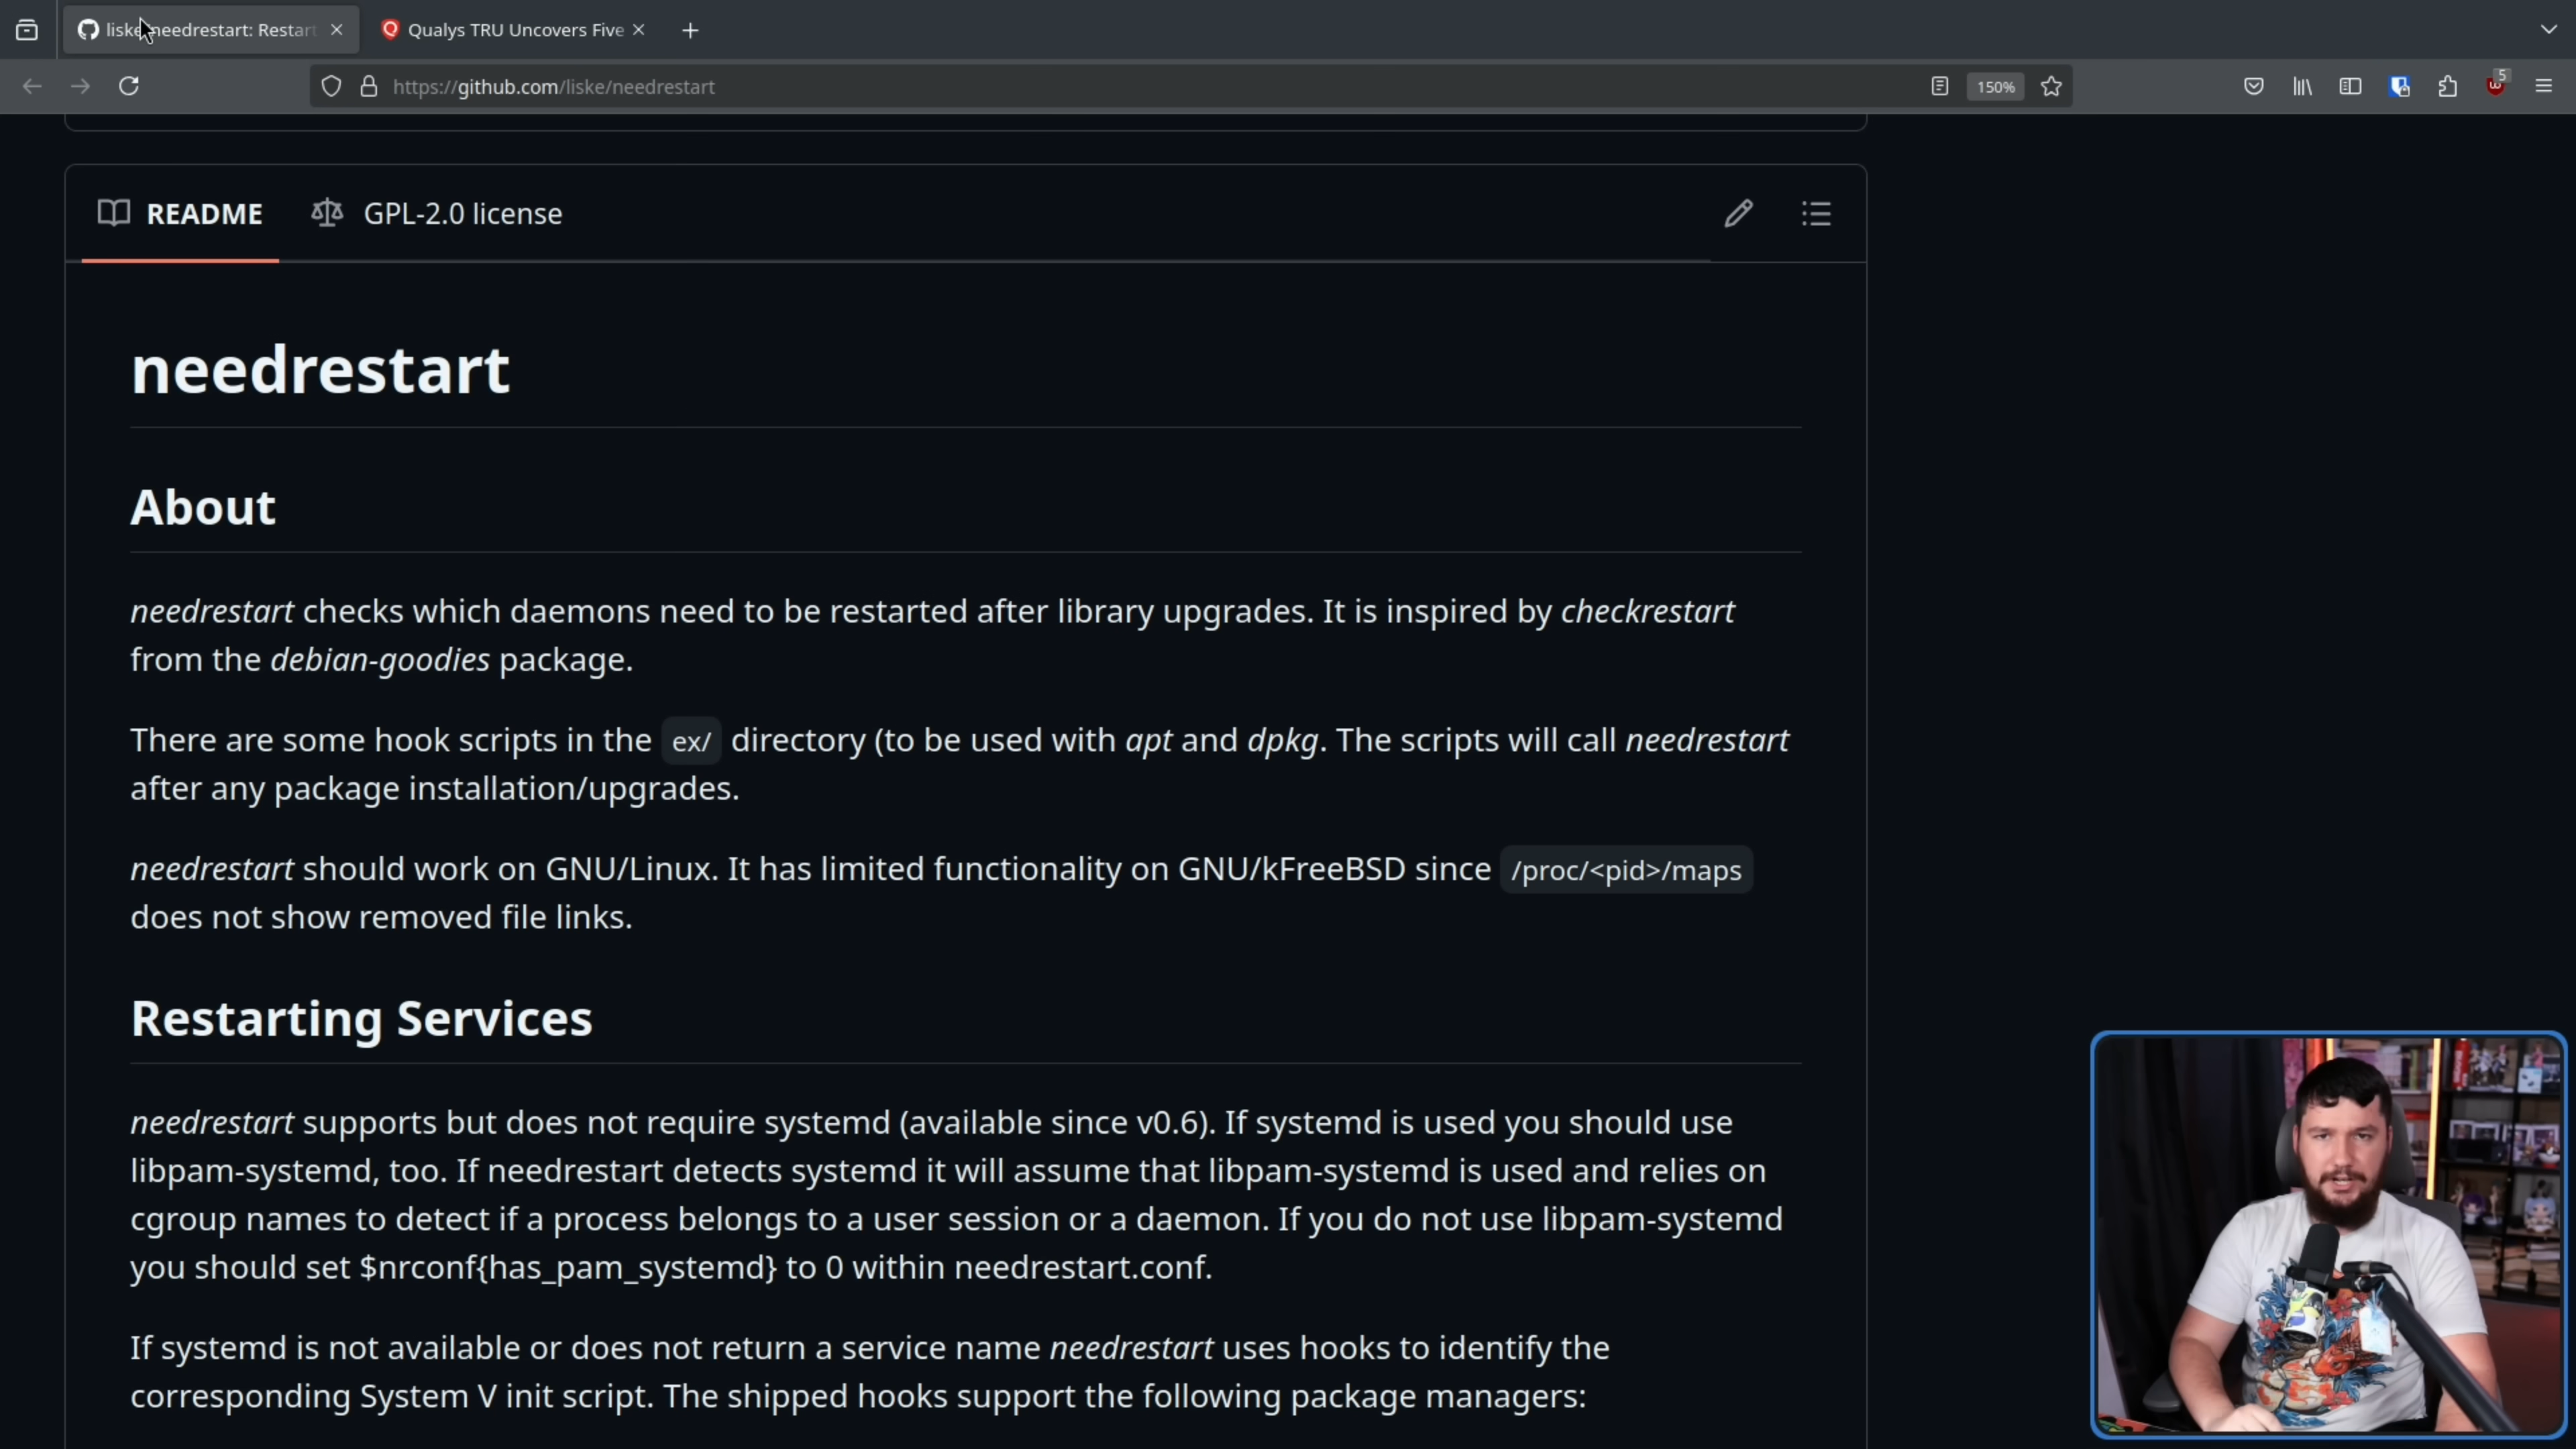 liske/needrestart: Restart
Qualys TRU Uncovers Five
https://github.com/liske/needrestart
150%
5
README
GPL-2.0 license
needrestart
About
needrestart checks which daemons need to be restarted after library upgrades. It is inspired by checkrestart
from the debian-goodies package.
There are some hook scripts in the ex/ directory (to be used with apt and dpkg. The scripts will call needrestart
after any package installation/upgrades.
needrestart should work on GNU/Linux. It has limited functionality on GNU/kFreeBSD since /proc/<pid>/maps
does not show removed file links.
Restarting Services
needrestart supports but does not require systemd (available since v0.6). If systemd is used you should use
libpam-systemd, too. If needrestart detects systemd it will assume that libpam-systemd is used and relies on
cgroup names to detect if a process belongs to a user session or a daemon. If you do not use libpam-systemd
you should set $nrconf{has_pam_systemd} to 0 within needrestart.conf.
If systemd is not available or does not return a service name needrestart uses hooks to identify the
corresponding System V init script. The shipped hooks support the following package managers: